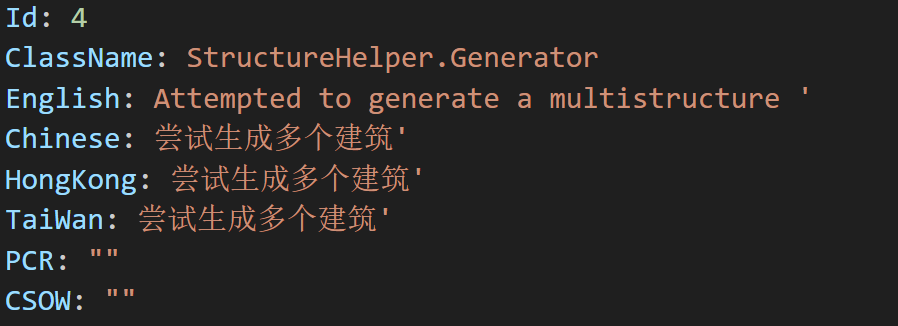 Id: 4
ClassName: StructureHelper.Generator
English: Attempted to generate a multistructure '
Chinese: 尝试生成多个建筑'
HongKong: 尝试生成多个建筑'
TaiWan: 尝试生成多个建筑'
PCR: ""
CSOW: ""